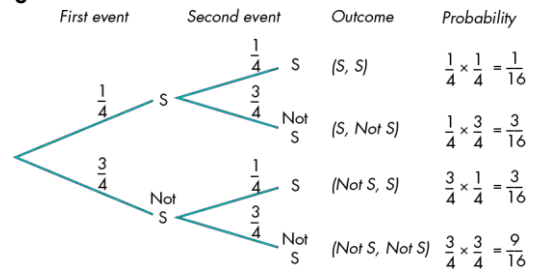 First event Second event Outcome Probability
1/4 S (S, S) 1/4 × 1/4 = 1/16
1/4 S
3/4 Not S (S, Not S) 1/4 × 3/4 = 3/16
1/4 S (Not S, S) 3/4 × 1/4 = 3/16
3/4 Not S
3/4 Not S (Not S, Not S) 3/4 × 3/4 = 9/16